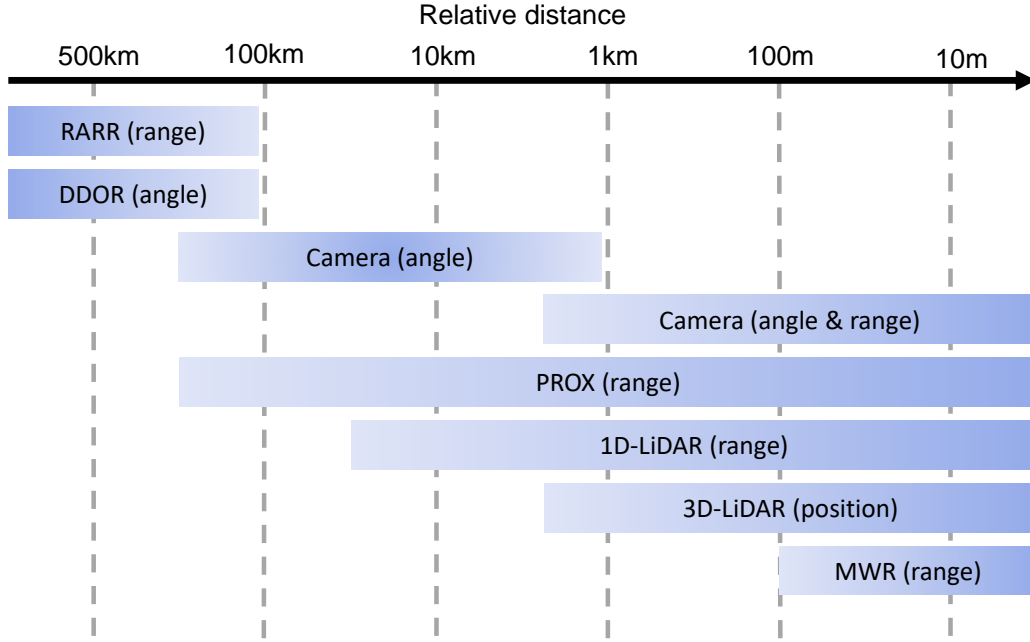 Relative distance
500km 100km 10km 1km 100m 10m
RARR (range)
DDOR (angle)
Camera (angle)
Camera (angle & range)
PROX (range)
1D-LiDAR (range)
3D-LiDAR (position)
MWR (range)